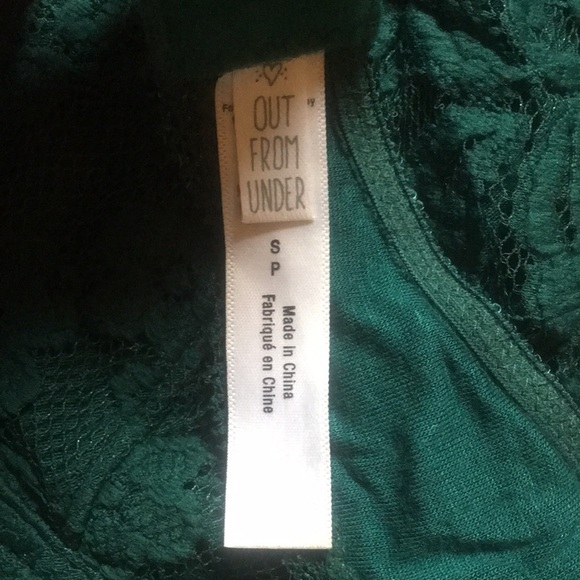 OUT
FROM
UNDER
S
P
Made in China
Fabriqué en Chine